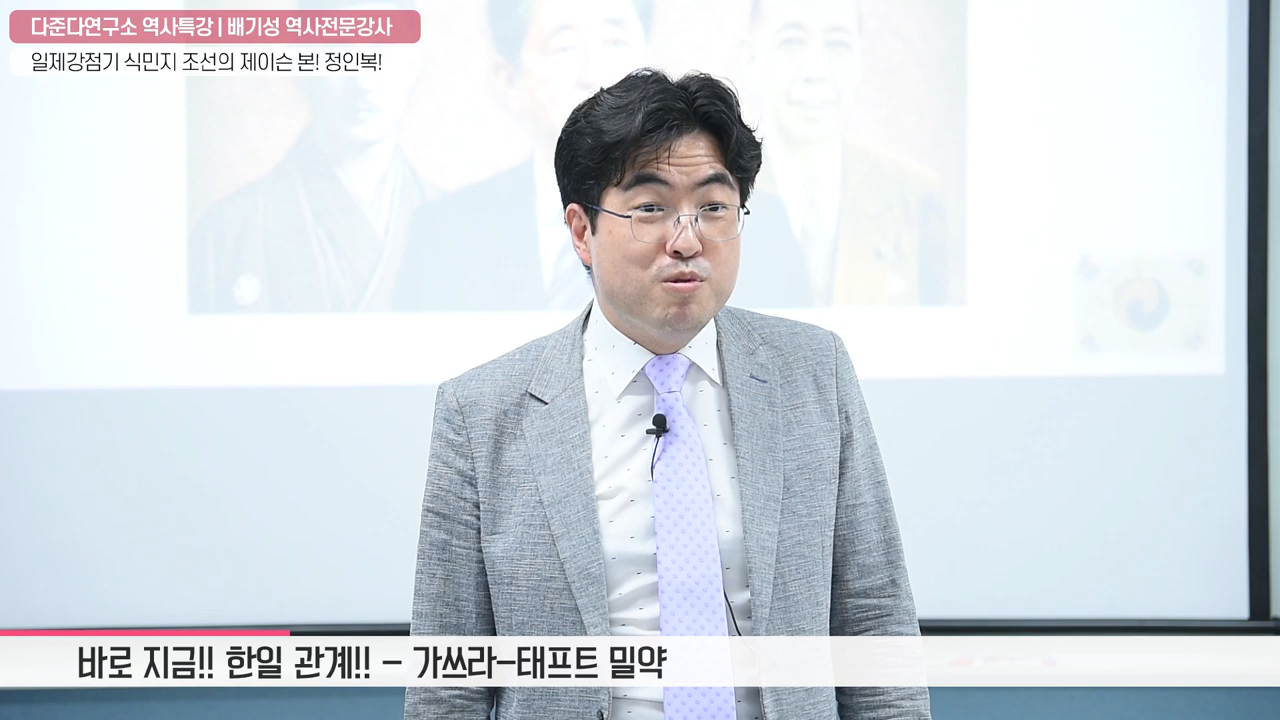 다준다연구소 역사특강 | 배기성 역사전문강사
일제강점기 식민지 조선의 제이슨 본! 정인복!
바로 지금!! 한일 관계!! - 가쓰라-태프트 밀약